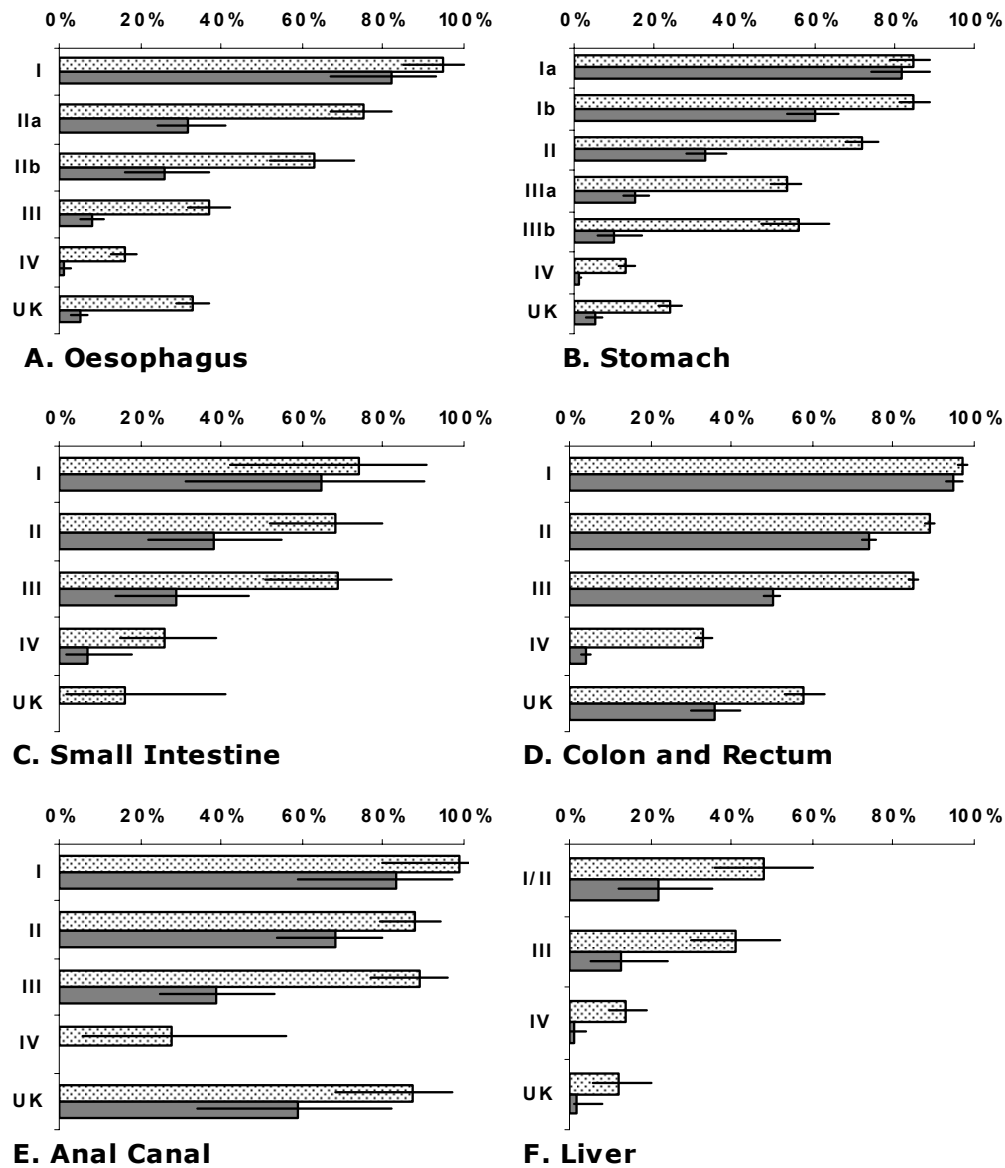 0% 20% 40% 60% 80% 100%
I
IIa
IIb
III
IV
UK
A. Oesophagus
0% 20% 40% 60% 80% 100%
Ia
Ib
II
IIIa
IIIb
IV
UK
B. Stomach
0% 20% 40% 60% 80% 100%
I
II
III
IV
UK
C. Small Intestine
0% 20% 40% 60% 80% 100%
I
II
III
IV
UK
D. Colon and Rectum
0% 20% 40% 60% 80% 100%
I
II
III
IV
UK
E. Anal Canal
0% 20% 40% 60% 80% 100%
I/II
III
IV
UK
F. Liver